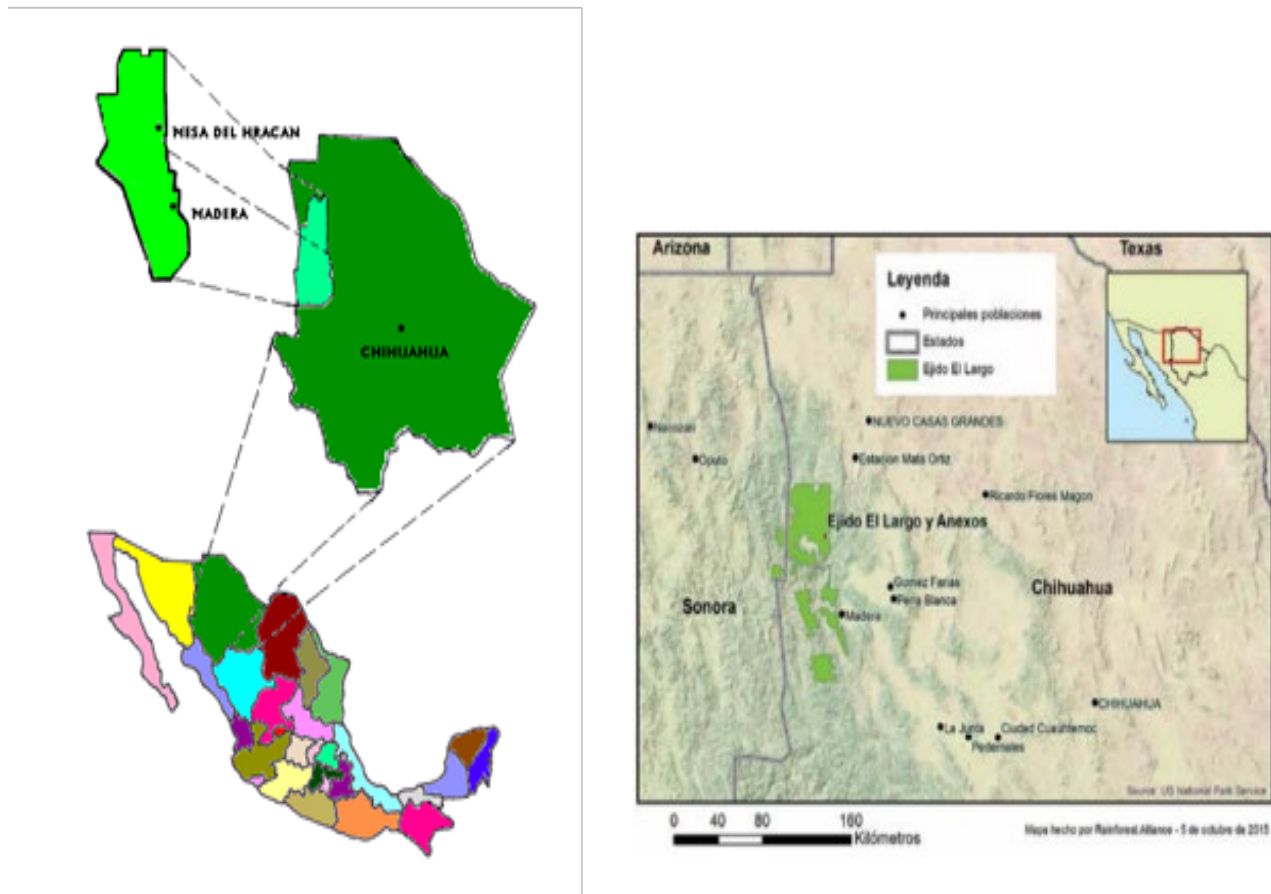 MESA DEL HRACAN
MADERA
CHIHUAHUA
Arizona
Texas
Leyenda
Principales poblaciones
Estados
Ejido El Largo
Nacozari
Oputo
NUEVO CASAS GRANDES
Estacion Mata Ortiz
Ricardo Flores Magon
Ejido El Largo y Anexos
Gomez Farias
Pena Blanca
Sonora
Madera
Chihuahua
CHIHUAHUA
La Junta
Ciudad Cuauhtemoc
Pedernales
Source: US National Park Service
0 40 80 160
Kilómetros
Mapa hecho por Rainforest Alliance - 5 de octubre de 2015